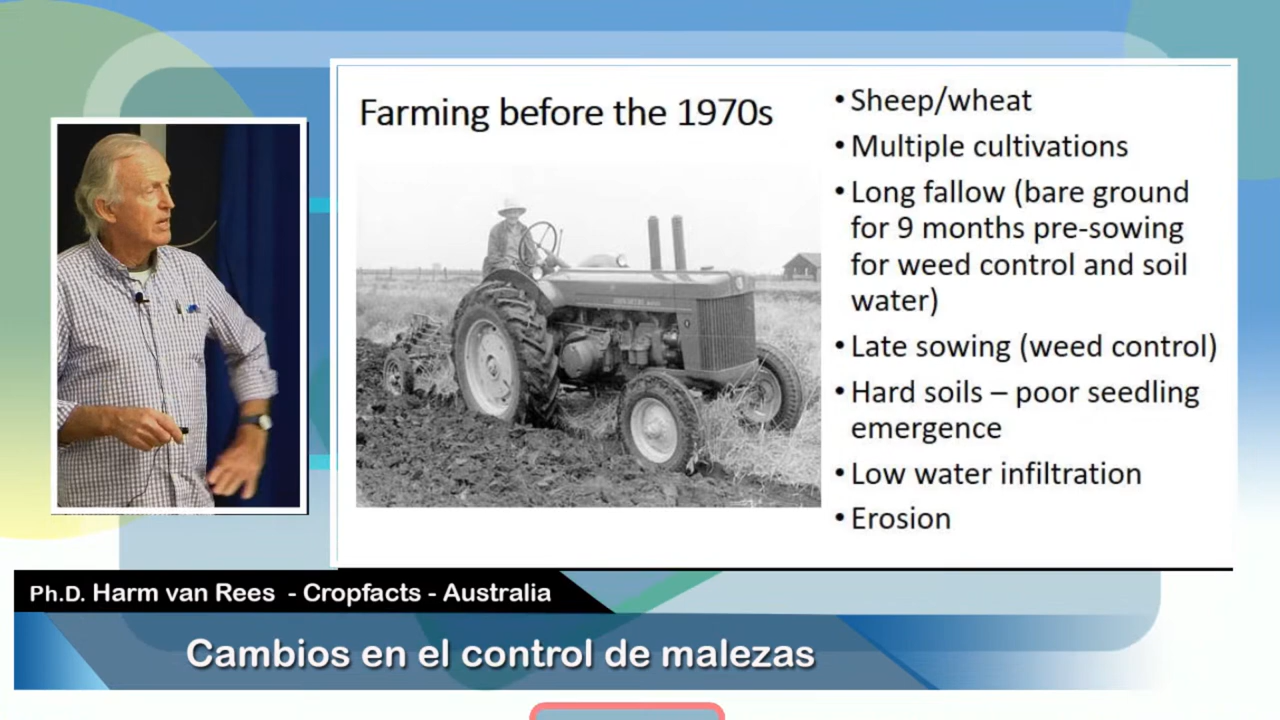 Farming before the 1970s
• Sheep/wheat
• Multiple cultivations
• Long fallow (bare ground
for 9 months pre-sowing
for weed control and soil
water)
• Late sowing (weed control)
• Hard soils – poor seedling
emergence
• Low water infiltration
• Erosion
Ph.D. Harm van Rees - Cropfacts - Australia
Cambios en el control de malezas